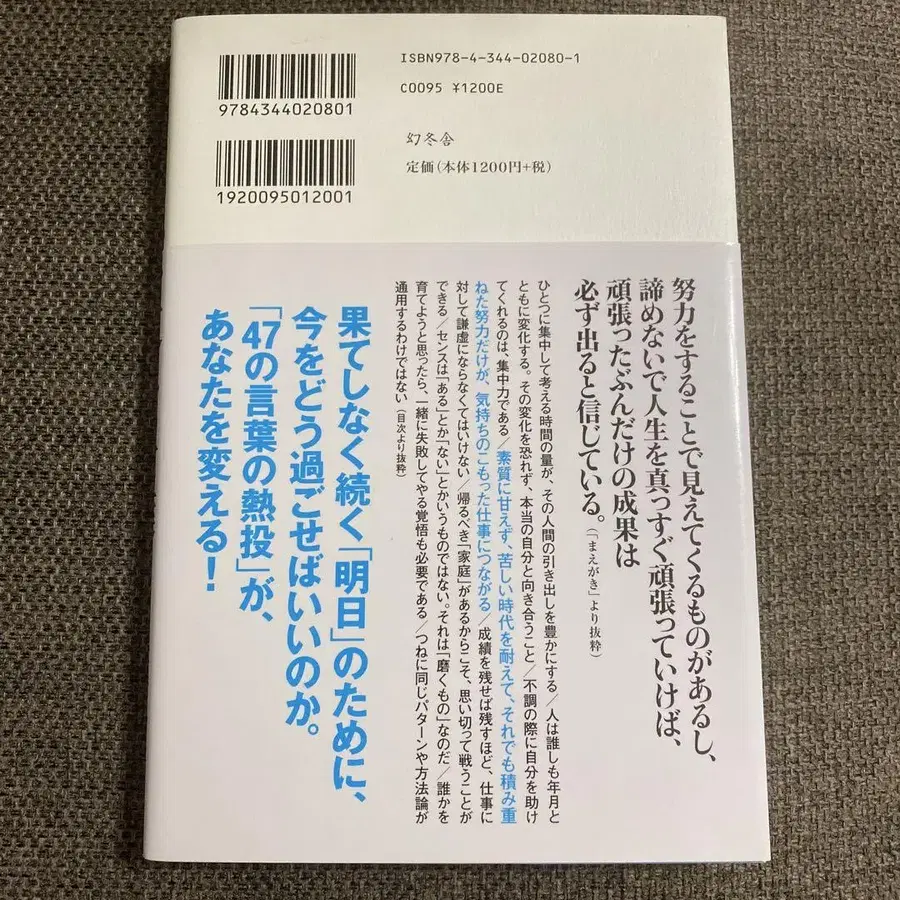 ISBN978-4-344-02080-1
C0095 ¥1200E
9784344020801
幻冬舎
定価(本体1200円+税)
1920095012001
努力をすることで見えてくるものがあるし、
諦めないで人生を真っすぐ頑張っていけば、
頑張ったぶんだけの成果は
必ず出ると信じている。(「まえがき」より抜粋)
ひとつに集中して考える時間の量が、その人間の引き出しを豊かにする/人は誰しも年月と
ともに変化する。その変化を恐れず、本当の自分と向き合うこと/不調の際に自分を助け
てくれるのは、集中力である/素質に甘えず、苦しい時代を耐えて、それでも積み重
ねた努力だけが、気持ちのこもった仕事につながる/成績を残せば残すほど、仕事に
対して謙虚にならなくてはいけない/帰るべき「家庭」があるからこそ、思い切って戦うことが
できる/センスは「ある」とか「ない」とかいうものではない。それは「磨くもの」なのだ/誰かを
育てようと思ったら、一緒に失敗してやる覚悟も必要である/つねに同じパターンや方法論が
通用するわけではない(目次より抜粋)
果てしなく続く「明日」のために、
今をどう過ごせばいいのか。
「47の言葉の熱投」が、
あなたを変える!